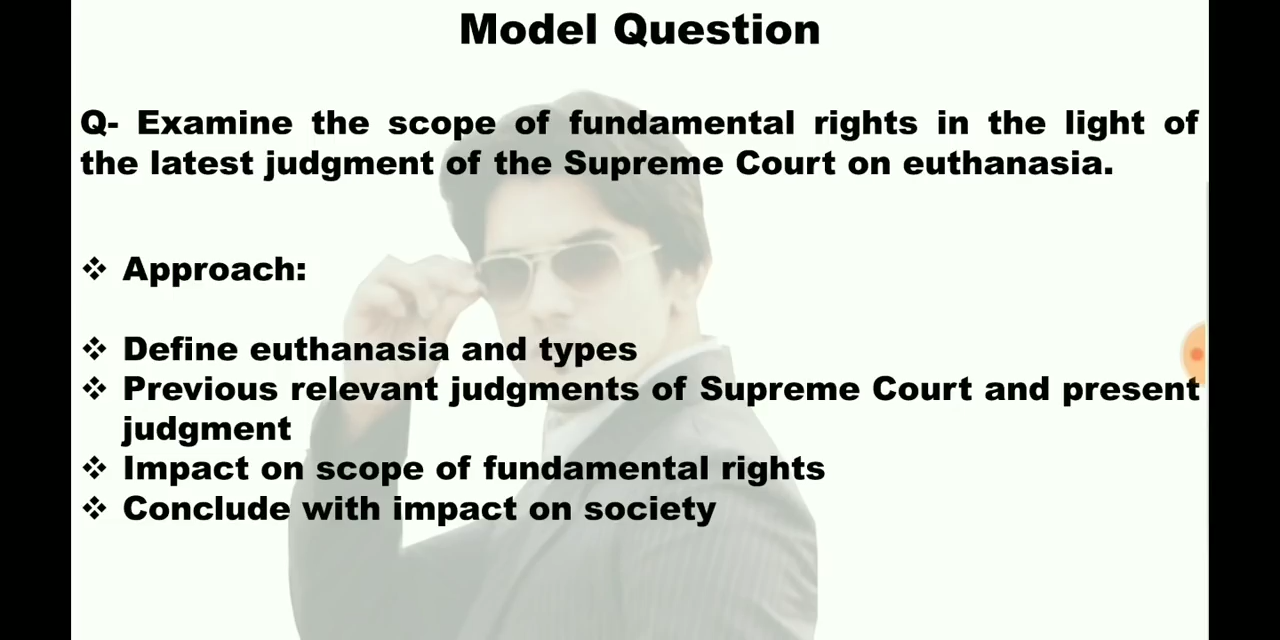 Model Question
Q- Examine the scope of fundamental rights in the light of
the latest judgment of the Supreme Court on euthanasia.
❖ Approach:
❖ Define euthanasia and types
❖ Previous relevant judgments of Supreme Court and present
judgment
❖ Impact on scope of fundamental rights
❖ Conclude with impact on society